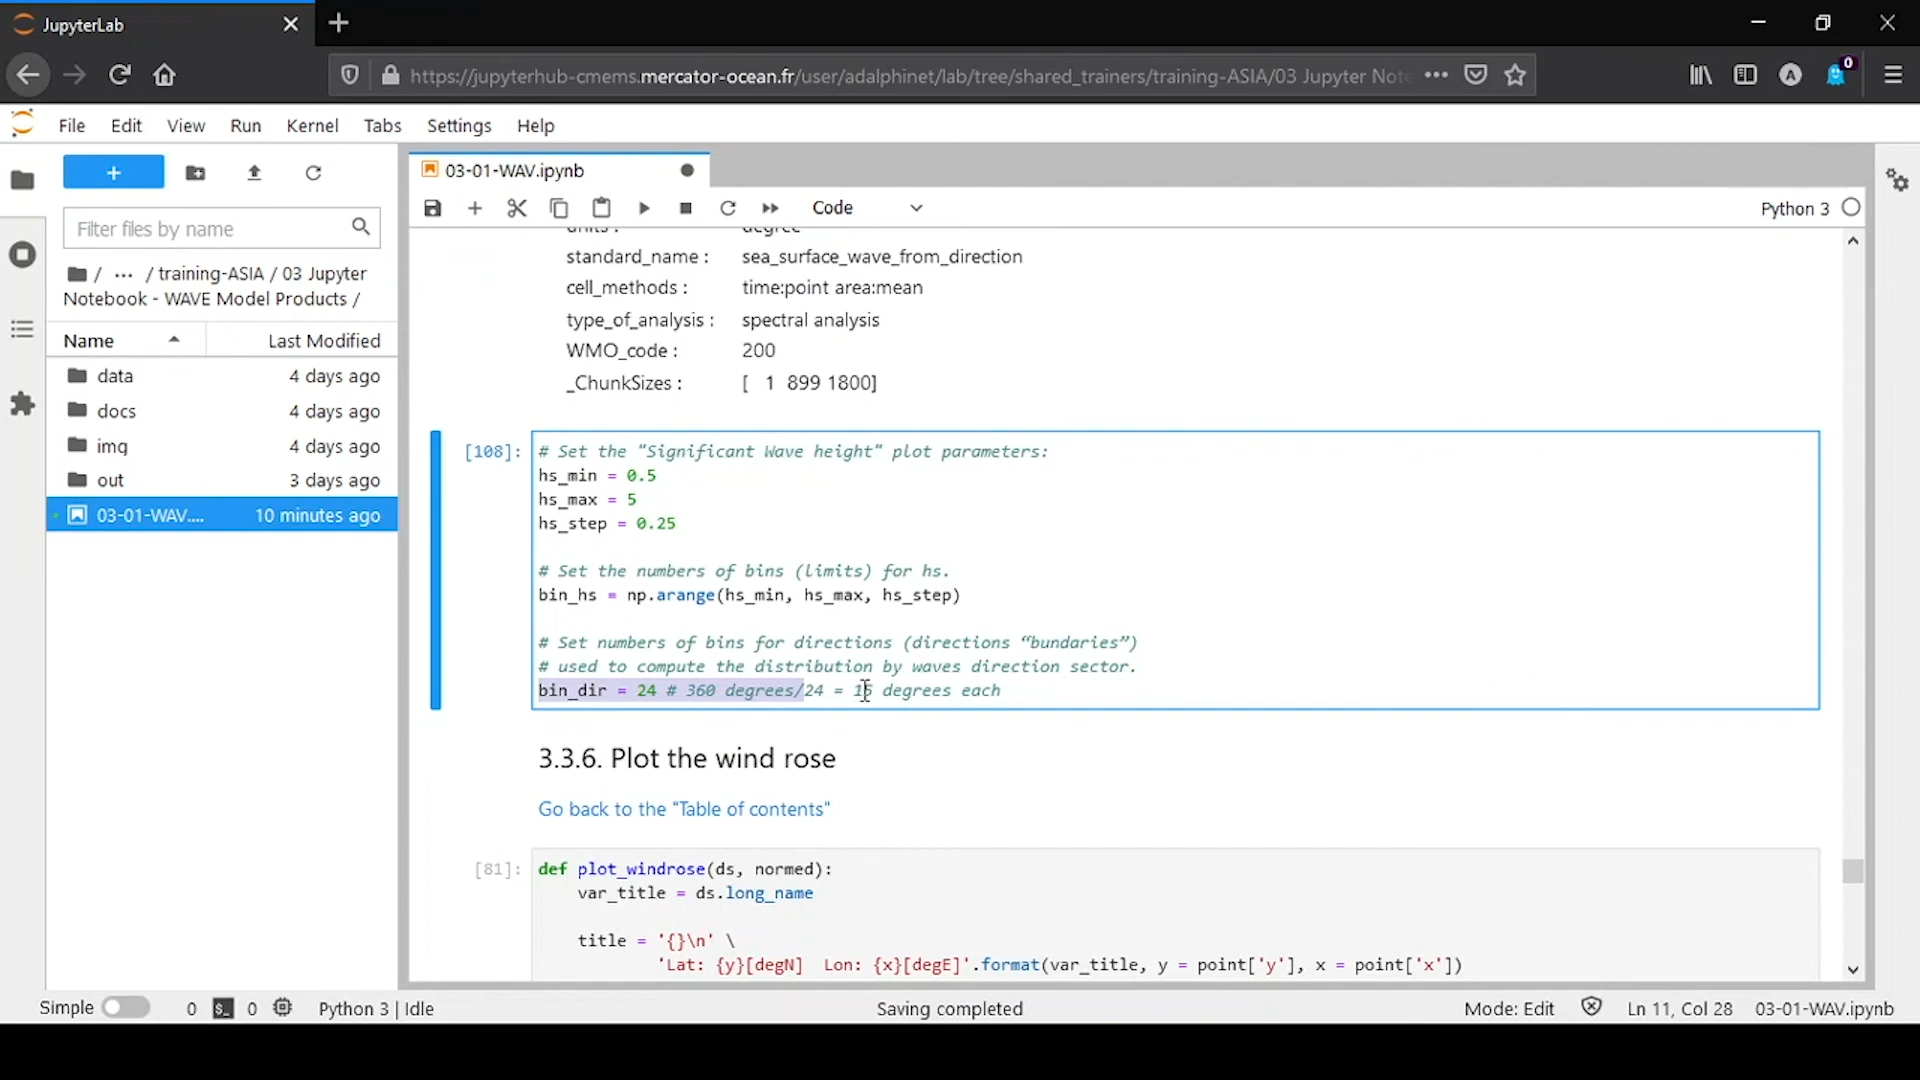 JupyterLab
https://jupyterhub-cmems.mercator-ocean.fr/user/adalphinet/lab/tree/shared_trainers/training-ASIA/03 Jupyter Note
0
File Edit View Run Kernel Tabs Settings Help
03-01-WAV.ipynb
Filter files by name
Code
Python 3
/ ... / training-ASIA / 03 Jupyter
Notebook - WAVE Model Products /
Name Last Modified
data 4 days ago
docs 4 days ago
img 4 days ago
out 3 days ago
03-01-WAV.... 10 minutes ago
units : degree
standard_name : sea_surface_wave_from_direction
cell_methods : time:point area:mean
type_of_analysis : spectral analysis
WMO_code : 200
_ChunkSizes : [ 1 899 1800]
[108]: # Set the "Significant Wave height" plot parameters:
hs_min = 0.5
hs_max = 5
hs_step = 0.25
# Set the numbers of bins (limits) for hs.
bin_hs = np.arange(hs_min, hs_max, hs_step)
# Set numbers of bins for directions (directions “bundaries”)
# used to compute the distribution by waves direction sector.
bin_dir = 24 # 360 degrees/24 = 15 degrees each
3.3.6. Plot the wind rose
Go back to the "Table of contents"
[81]: def plot_windrose(ds, normed):
var_title = ds.long_name
title = '{}\n' \
'Lat: {y}[degN]  Lon: {x}[degE]'.format(var_title, y = point['y'], x = point['x'])
Simple 0 $_ 0 Python 3 | Idle Saving completed Mode: Edit Ln 11, Col 28 03-01-WAV.ipynb